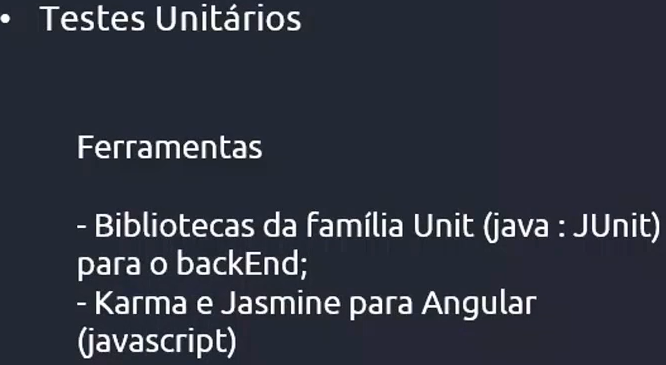 • Testes Unitários
Ferramentas
- Bibliotecas da família Unit (java : JUnit)
para o backEnd;
- Karma e Jasmine para Angular
(javascript)